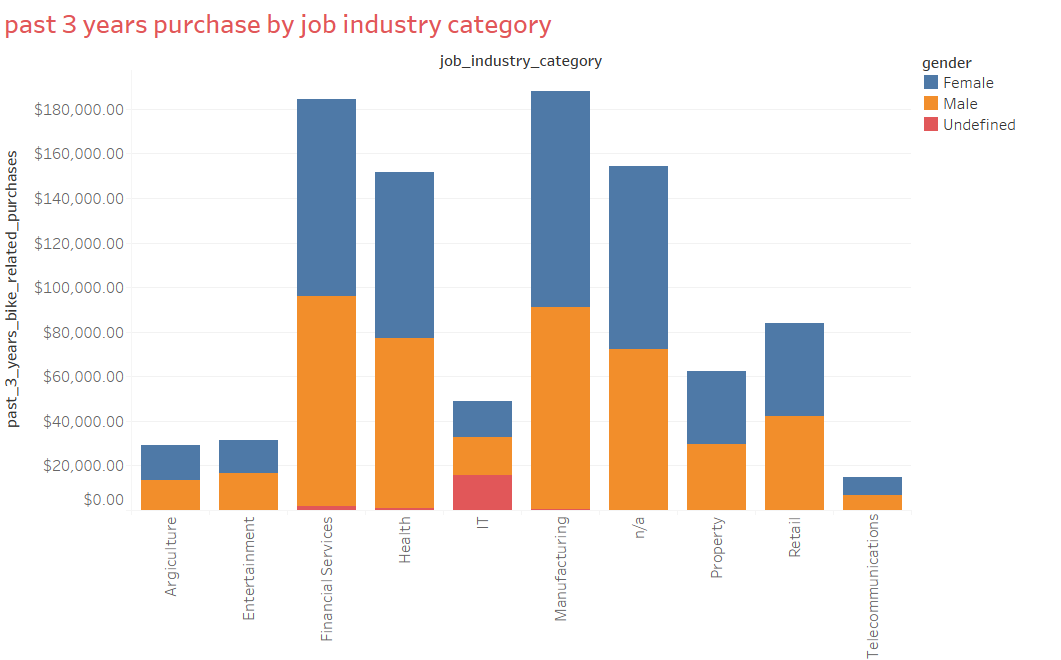 past 3 years purchase by job industry category
job_industry_category
gender
Female
Male
Undefined
past_3_years_bike_related_purchases
$180,000.00
$160,000.00
$140,000.00
$120,000.00
$100,000.00
$80,000.00
$60,000.00
$40,000.00
$20,000.00
$0.00
Argiculture
Entertainment
Financial Services
Health
IT
Manufacturing
n/a
Property
Retail
Telecommunications